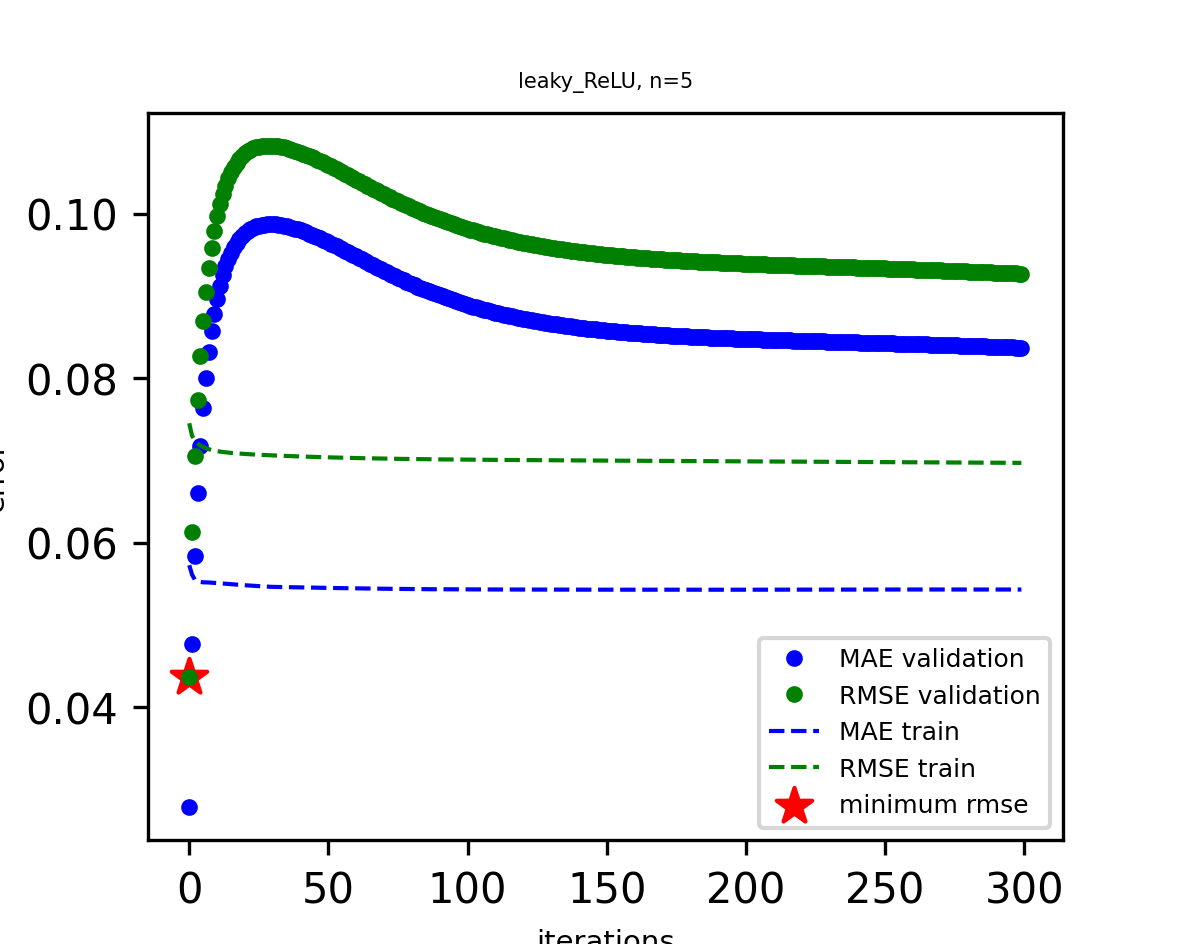 leaky_ReLU, n=5
0.10
0.08
0.06
0.04
MAE validation
RMSE validation
MAE train
RMSE train
minimum rmse
0 50 100 150 200 250 300
iterations